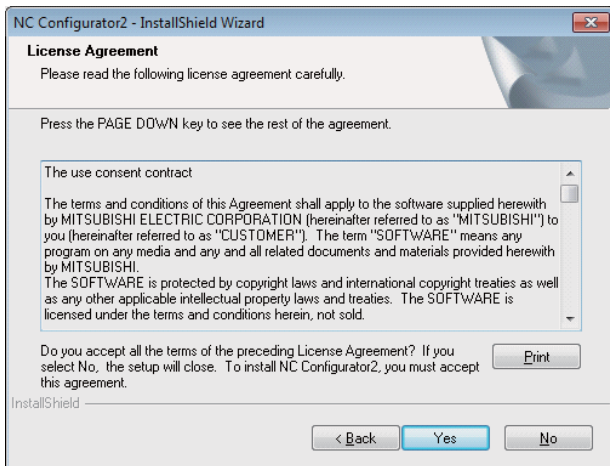 NC Configurator2 - InstallShield Wizard
License Agreement
Please read the following license agreement carefully.
Press the PAGE DOWN key to see the rest of the agreement.
The use consent contract
The terms and conditions of this Agreement shall apply to the software supplied herewith
by MITSUBISHI ELECTRIC CORPORATION (hereinafter referred to as "MITSUBISHI") to
you (hereinafter referred to as "CUSTOMER"). The term "SOFTWARE" means any
program on any media and any and all related documents and materials provided herewith
by MITSUBISHI.
The SOFTWARE is protected by copyright laws and international copyright treaties as well
as any other applicable intellectual property laws and treaties. The SOFTWARE is
licensed under the terms and conditions herein, not sold.
Do you accept all the terms of the preceding License Agreement? If you
select No, the setup will close. To install NC Configurator2, you must accept
this agreement.
Print
InstallShield
< Back
Yes
No